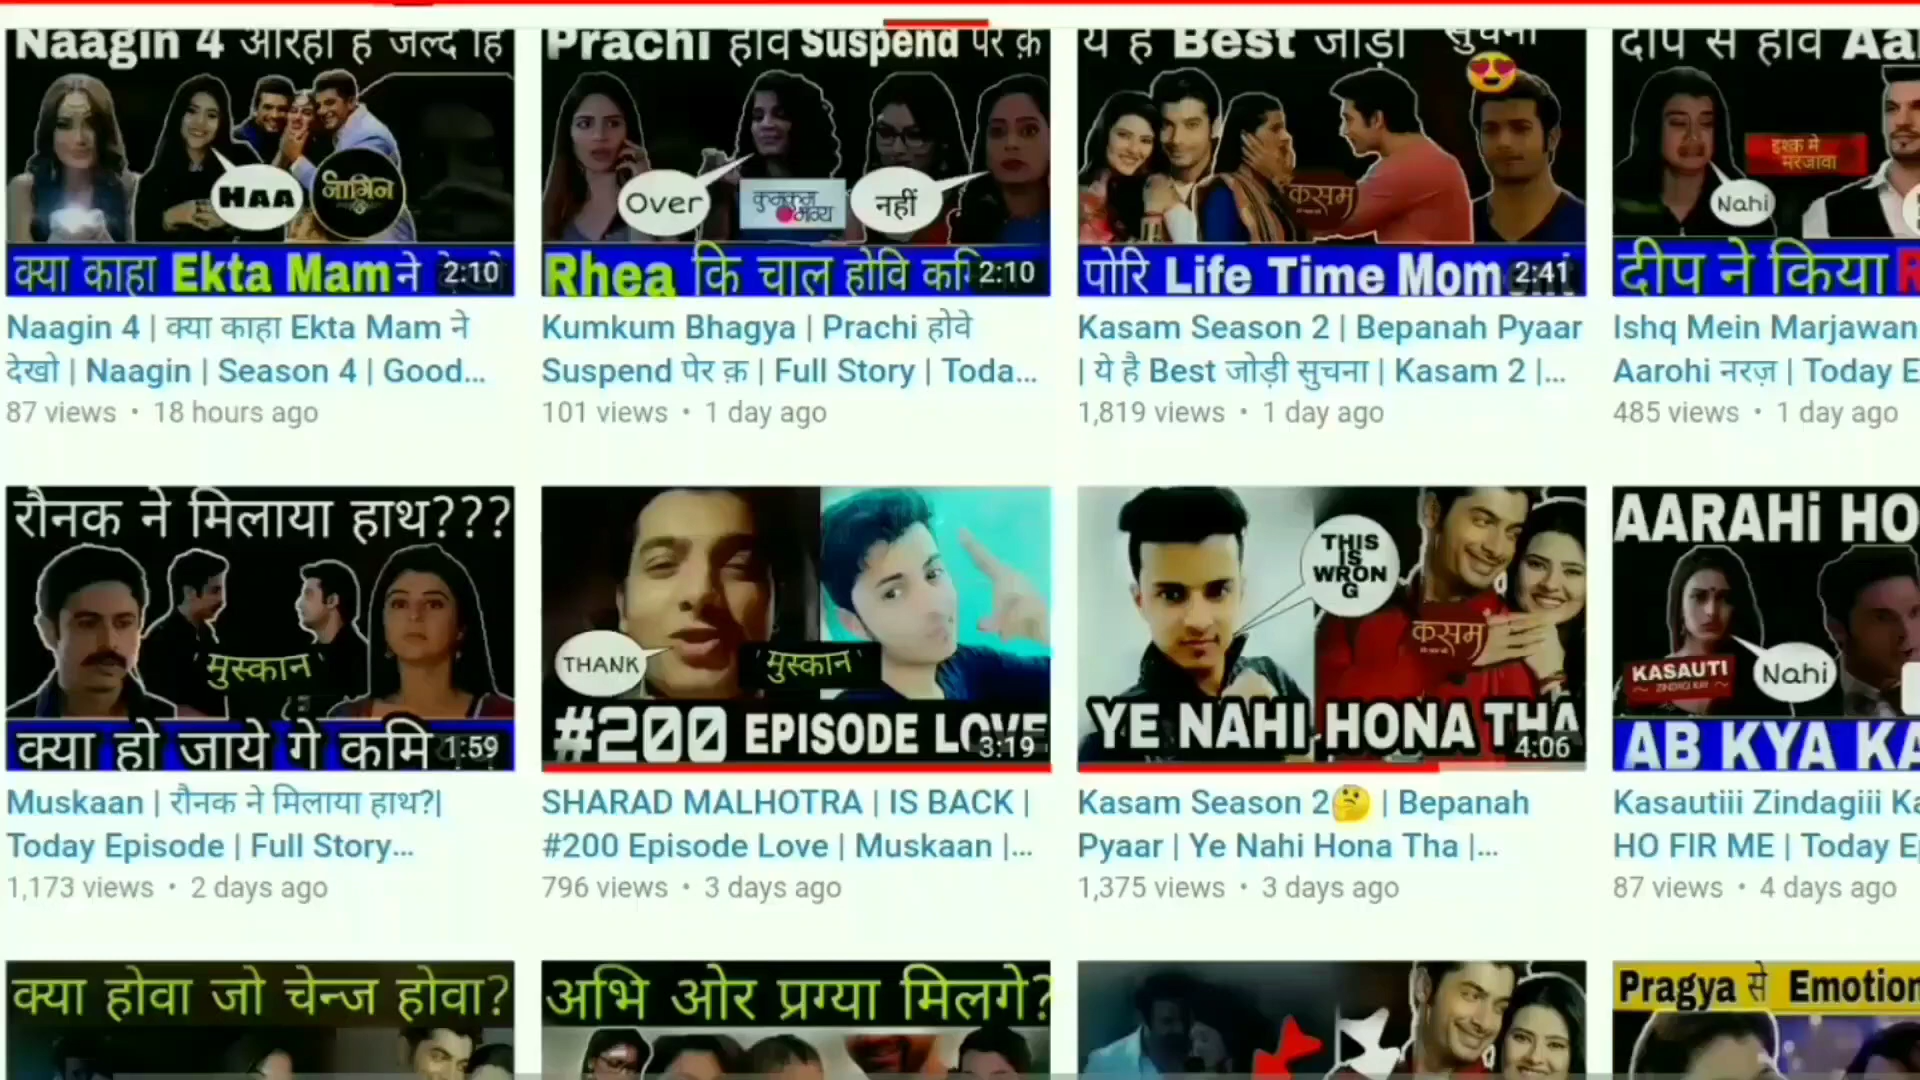 Naagin 4 आरहा है जल्द हि
HAA
नागिन
क्या काहा Ekta Mam ने
2:10
Naagin 4 | क्या काहा Ekta Mam ने
देखो | Naagin | Season 4 | Good...
87 views • 18 hours ago
Prachi होवे Suspend पेर क़
Over
कुमकुम
भाग्य
नहीं
Rhea कि चाल होवि
2:10
Kumkum Bhagya | Prachi होवे
Suspend पेर क़ | Full Story | Toda...
101 views • 1 day ago
ये है Best जोड़ी सुचना
कसम
पोरि Life Time Mom
2:41
Kasam Season 2 | Bepanah Pyaar
| ये है Best जोड़ी सुचना | Kasam 2 |...
1,819 views • 1 day ago
दीप से होवे Aa
इश्क़ में
मरजावां
Nahi
दीप ने किया R
Ishq Mein Marjawan
Aarohi नरज़ | Today E
485 views • 1 day ago
रौनक ने मिलाया हाथ???
मुस्कान
क्या हो जाये गे कमि
1:59
Muskaan | रौनक ने मिलाया हाथ?|
Today Episode | Full Story...
1,173 views • 2 days ago
THANK
मुस्कान
#200 EPISODE LOVE
3:19
SHARAD MALHOTRA | IS BACK |
#200 Episode Love | Muskaan |...
796 views • 3 days ago
THIS
IS
WRON
G
कसम
YE NAHI HONA THA
4:06
Kasam Season 2🤔 | Bepanah
Pyaar | Ye Nahi Hona Tha |...
1,375 views • 3 days ago
AARAHi HO
KASAUTI
ZINDAGII KAY
Nahi
AB KYA KA
Kasautiii Zindagiii Ka
HO FIR ME | Today Ep
87 views • 4 days ago
क्या होवा जो चेन्ज होवा?
अभि ओर प्रग्या मिलगे?
Pragya से Emotion